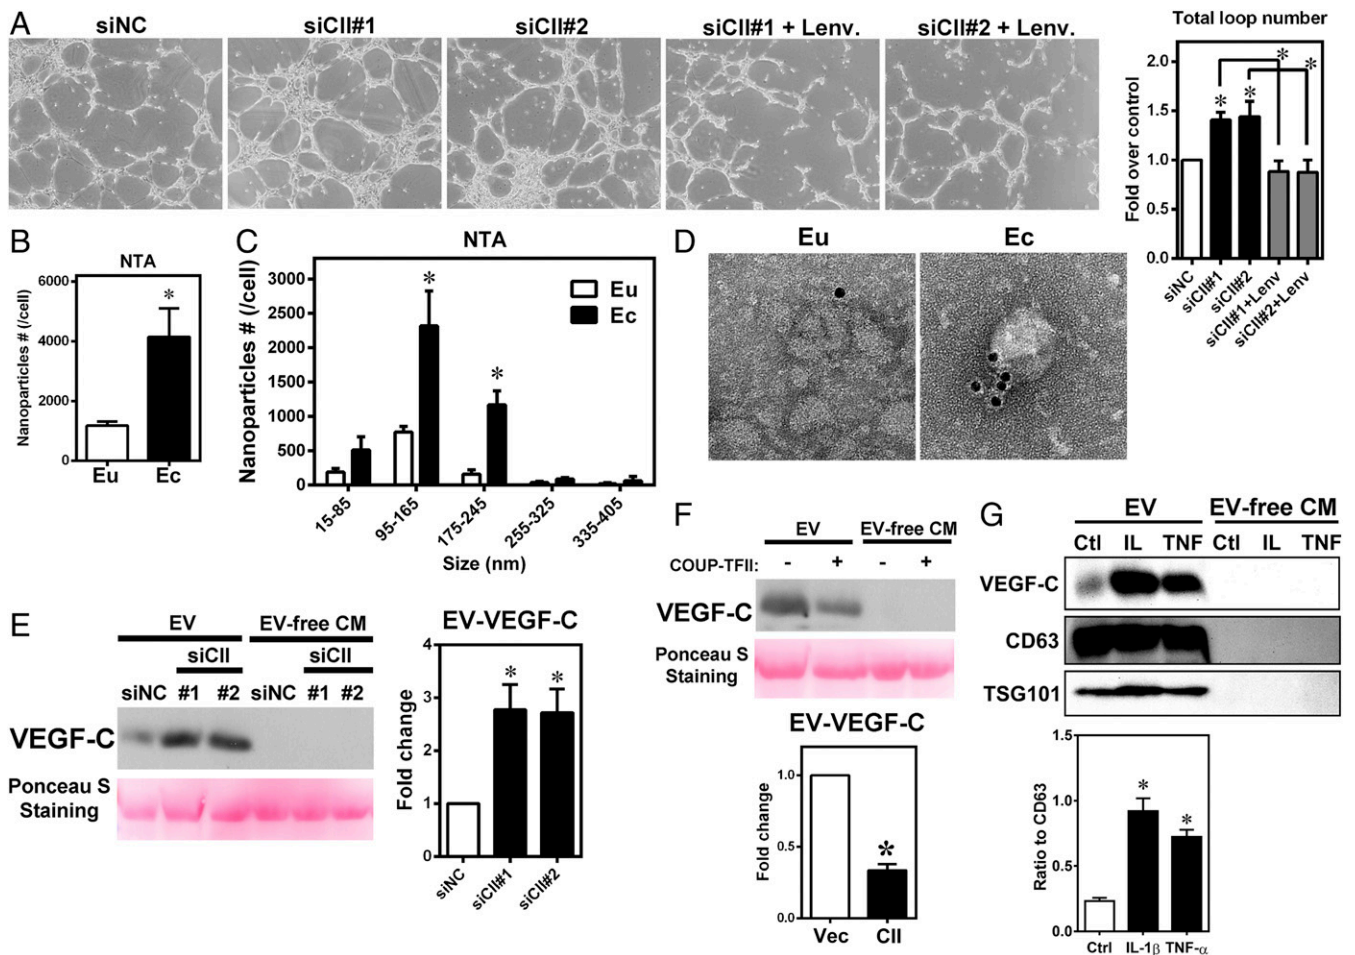 A
siNC
siCII#1
siCII#2
siCII#1 + Lenv.
siCII#2 + Lenv.
Total loop number
Fold over control
2.0
1.5
1.0
0.5
0.0
*
*
*
*
siNC
siCII#1
siCII#2
siCII#1+Lenv
siCII#2+Lenv
B
NTA
Nanoparticles # (/cell)
6000
4000
2000
0
*
Eu
Ec
C
NTA
Nanoparticles # (/cell)
3000
2500
2000
1500
1000
500
0
*
*
Eu
Ec
15-85
95-165
175-245
255-325
335-405
Size (nm)
D
Eu
Ec
E
EV
EV-free CM
siCII
siCII
siNC #1 #2 siNC #1 #2
VEGF-C
Ponceau S
Staining
EV-VEGF-C
Fold change
4
3
2
1
0
*
*
siNC
siCII#1
siCII#2
F
EV
EV-free CM
COUP-TFII: - + - +
VEGF-C
Ponceau S
Staining
EV-VEGF-C
Fold change
1.0
0.5
0.0
*
Vec
CII
G
EV
EV-free CM
Ctl IL TNF Ctl IL TNF
VEGF-C
CD63
TSG101
Ratio to CD63
1.5
1.0
0.5
0.0
*
*
Ctrl
IL-1β
TNF-α